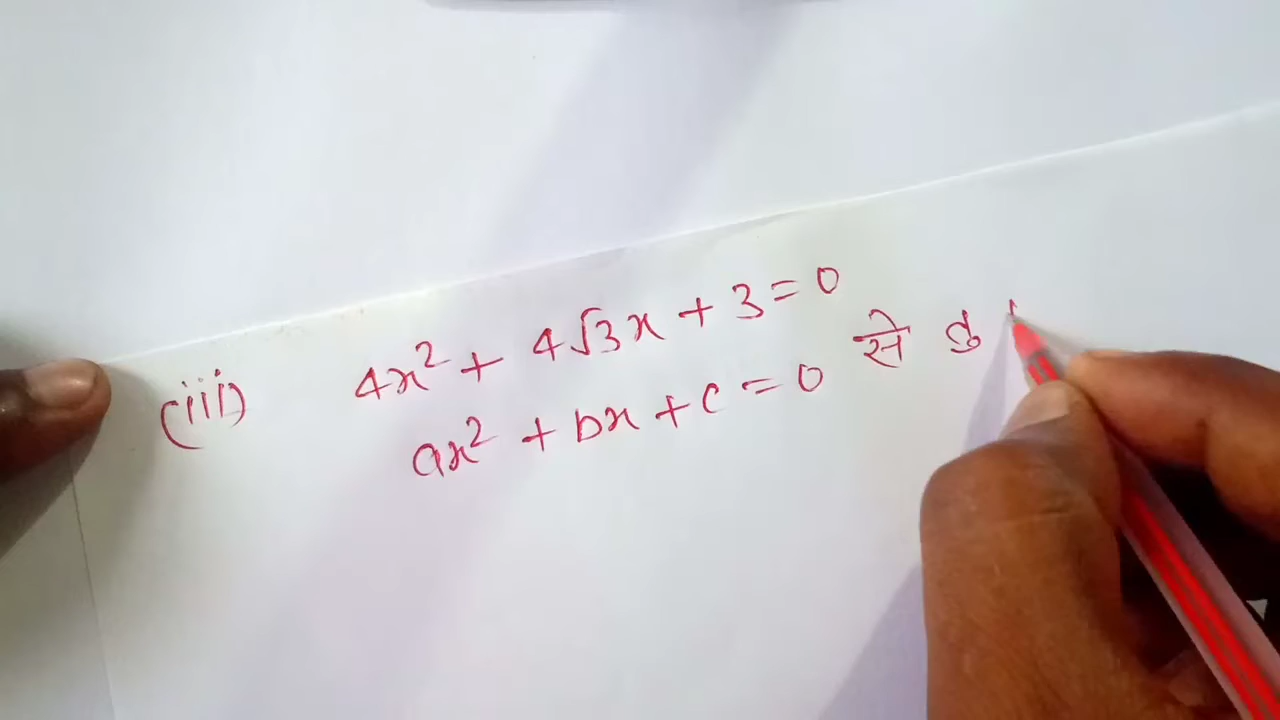 (iii) 4x² + 4√3x + 3 = 0
ax² + bx + c = 0 से